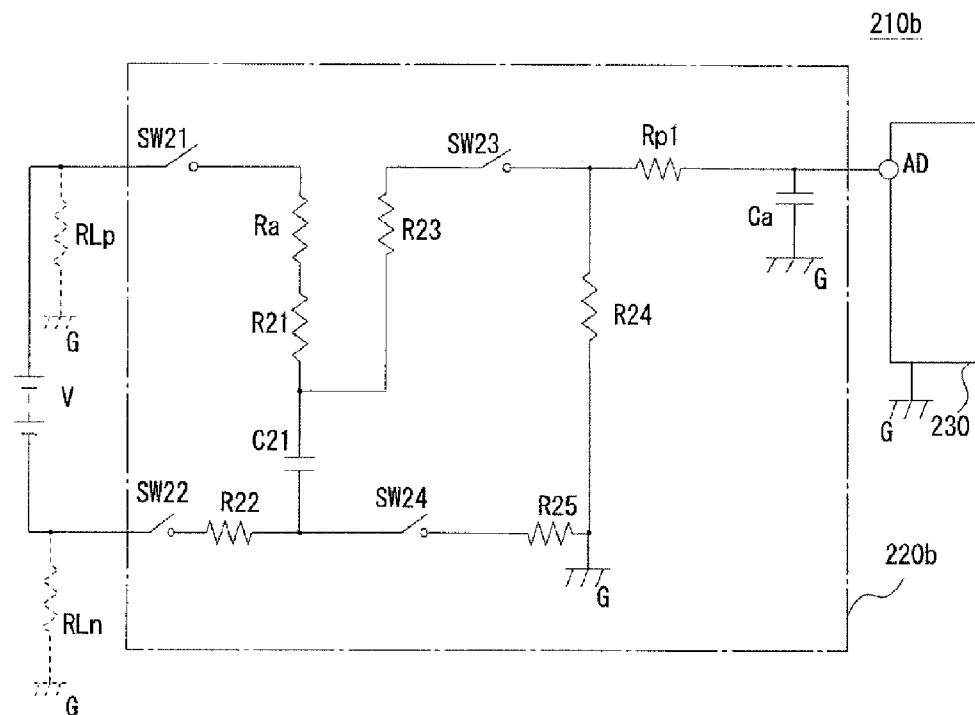 210b
SW21
SW23
Rp1
AD
RLp
Ra
R23
Ca
G
G
R21
R24
V
C21
G
230
SW22
R22
SW24
R25
G
220b
RLn
G